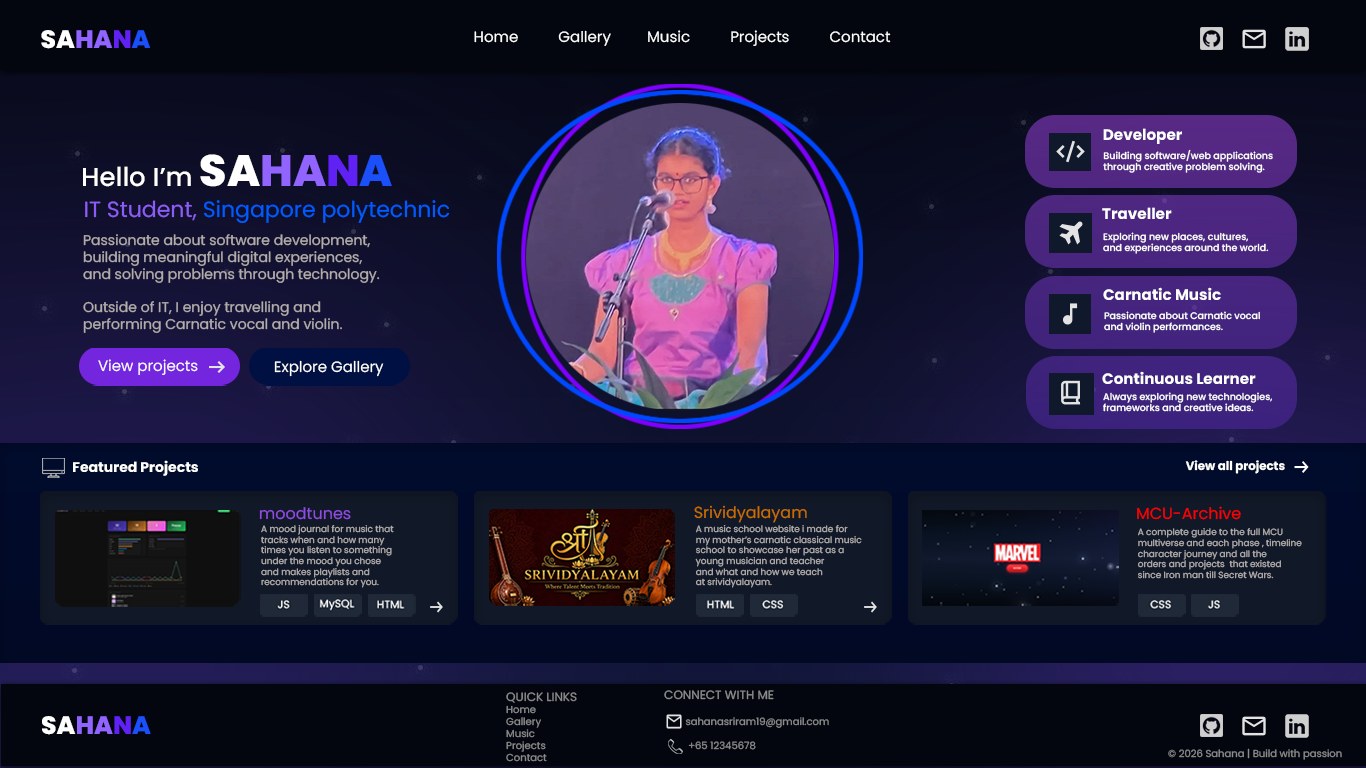 SAHANA
Home Gallery Music Projects Contact
Hello I'm SAHANA
IT Student, Singapore polytechnic
Passionate about software development,
building meaningful digital experiences,
and solving problems through technology.
Outside of IT, I enjoy travelling and
performing Carnatic vocal and violin.
View projects
Explore Gallery
Developer
Building software/web applications
through creative problem solving.
Traveller
Exploring new places, cultures,
and experiences around the world.
Carnatic Music
Passionate about Carnatic vocal
and violin performances.
Continuous Learner
Always exploring new technologies,
frameworks and creative ideas.
Featured Projects
View all projects
moodtunes
A mood journal for music that
tracks when and how many
times you listen to something
under the mood you chose
and makes playlists and
recommendations for you.
JS MySQL HTML
श्री
SRIVIDYALAYAM
Where Talent Meets Tradition
Srividyalayam
A music school website i made for
my mother's carnatic classical music
school to showcase her past as a
young musician and teacher
and what and how we teach
at srividyalayam.
HTML CSS
MARVEL
MCU-Archive
A complete guide to the full MCU
multiverse and each phase , timeline
character journey and all the
orders and projects that existed
since Iron man till Secret Wars.
CSS JS
SAHANA
QUICK LINKS
Home
Gallery
Music
Projects
Contact
CONNECT WITH ME
sahanasriram19@gmail.com
+65 12345678
© 2026 Sahana | Build with passion